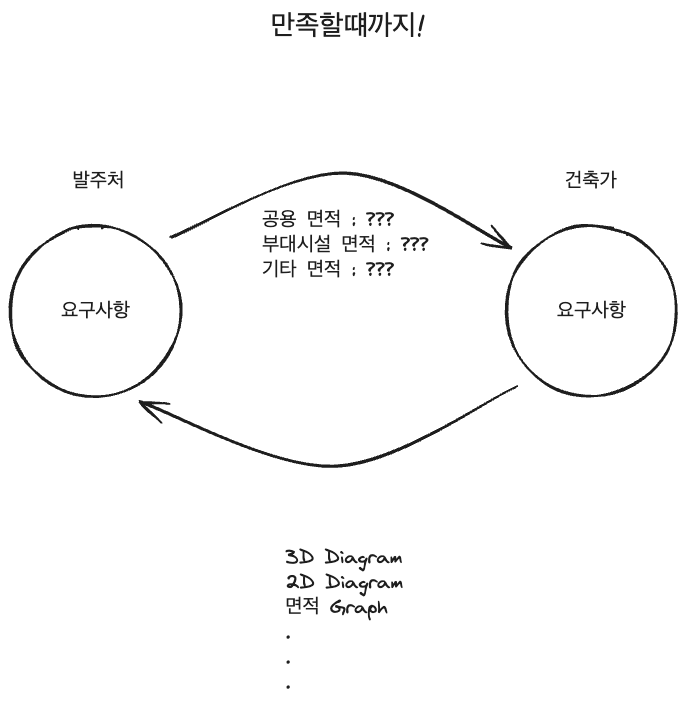 만족할떄까지!
발주처
건축가
공용 면적 ; ???
부대시설 면적 ; ???
기타 면적 ; ???
요구사항
요구사항
3D Diagram
2D Diagram
면적 Graph
.
.
.